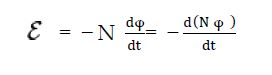 ℰ = −N dφ/dt = − d(N φ)/dt